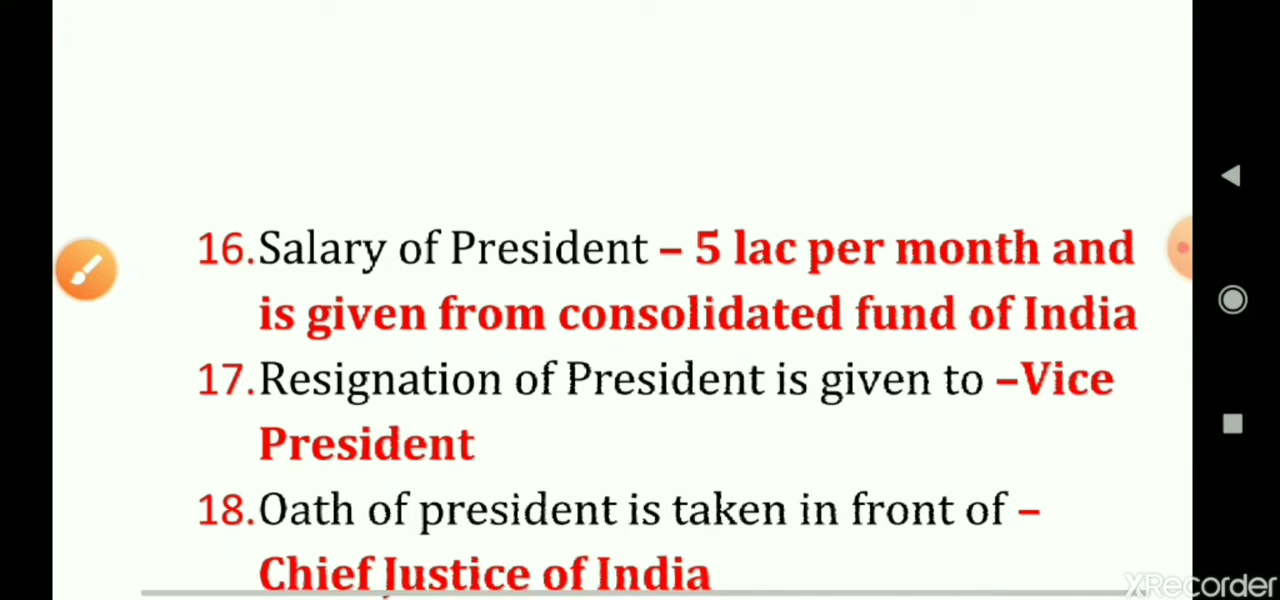 16. Salary of President – 5 lac per month and
is given from consolidated fund of India
17. Resignation of President is given to –Vice
President
18. Oath of president is taken in front of –
Chief Justice of India
XRecorder